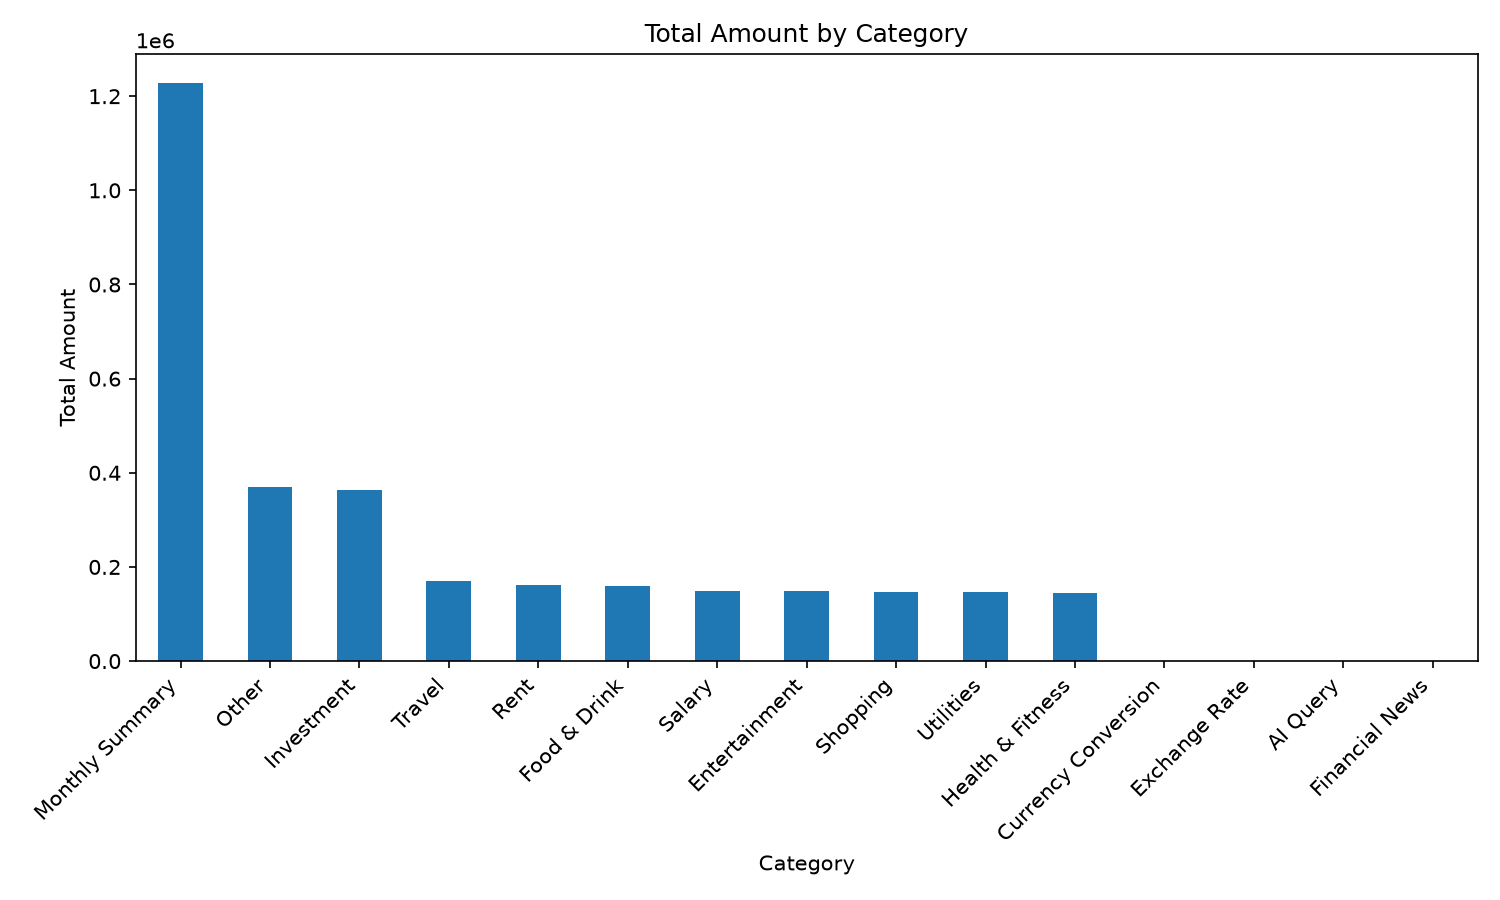 Total Amount by Category
1e6
1.2
1.0
0.8
0.6
0.4
0.2
0.0
Total Amount
Monthly Summary
Other
Investment
Travel
Rent
Food & Drink
Salary
Entertainment
Shopping
Utilities
Health & Fitness
Currency Conversion
Exchange Rate
AI Query
Financial News
Category